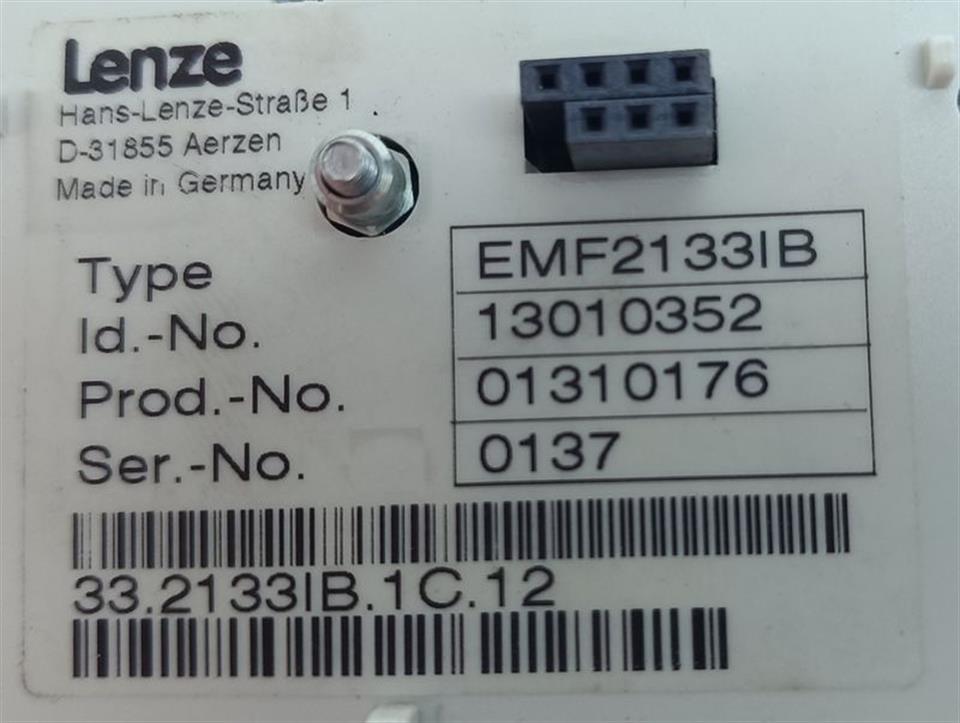 Lenze
Hans-Lenze-Straße 1
D-31855 Aerzen
Made in Germany
Type EMF2133IB
Id.-No. 13010352
Prod.-No. 01310176
Ser.-No. 0137
33.2133IB.1C.12